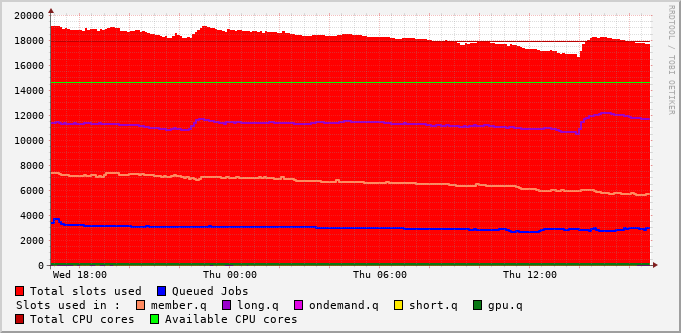 RRDTOOL / TOBI OETIKER
20000
18000
16000
14000
12000
10000
8000
6000
4000
2000
0
Wed 18:00 Thu 00:00 Thu 06:00 Thu 12:00
Total slots used Queued Jobs
Slots used in : member.q long.q ondemand.q short.q gpu.q
Total CPU cores Available CPU cores